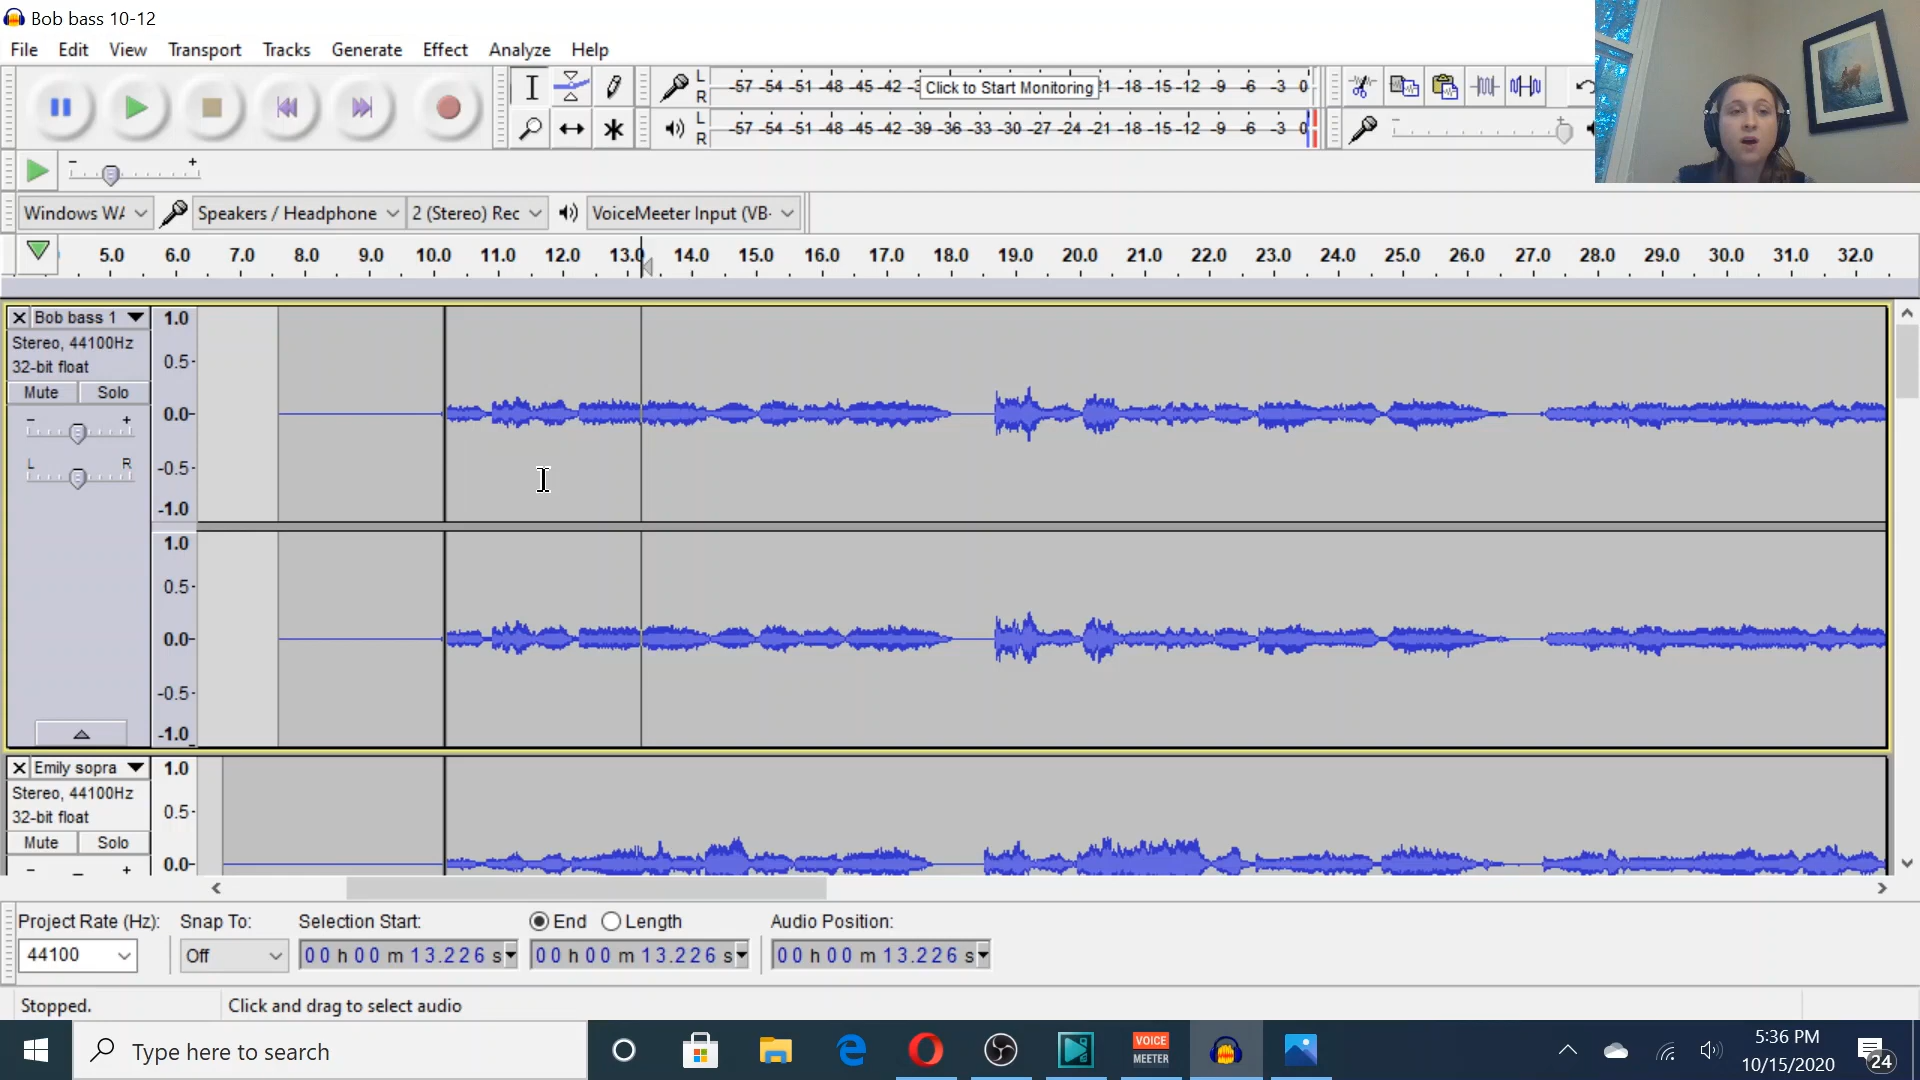 Bob bass 10-12
File Edit View Transport Tracks Generate Effect Analyze Help
L
R
-57 -54 -51 -48 -45 -42 Click to Start Monitoring -18 -15 -12 -9 -6 -3 0
L
R
-57 -54 -51 -48 -45 -42 -39 -36 -33 -30 -27 -24 -21 -18 -15 -12 -9 -6 -3 0
Windows WA Speakers / Headphone 2 (Stereo) Rec VoiceMeeter Input (VB-
5.0 6.0 7.0 8.0 9.0 10.0 11.0 12.0 13.0 14.0 15.0 16.0 17.0 18.0 19.0 20.0 21.0 22.0 23.0 24.0 25.0 26.0 27.0 28.0 29.0 30.0 31.0 32.0
Bob bass 1
Stereo, 44100Hz
32-bit float
Mute Solo
L R
1.0
0.5
0.0
-0.5
-1.0
1.0
0.5
0.0
-0.5
-1.0
Emily sopra
Stereo, 44100Hz
32-bit float
Mute Solo
1.0
0.5
0.0
Project Rate (Hz): Snap To: Selection Start: End Length Audio Position:
44100 Off 00 h 00 m 13.226 s 00 h 00 m 13.226 s 00 h 00 m 13.226 s
Stopped. Click and drag to select audio
Type here to search
VOICE
MEETER
5:36 PM
10/15/2020
24